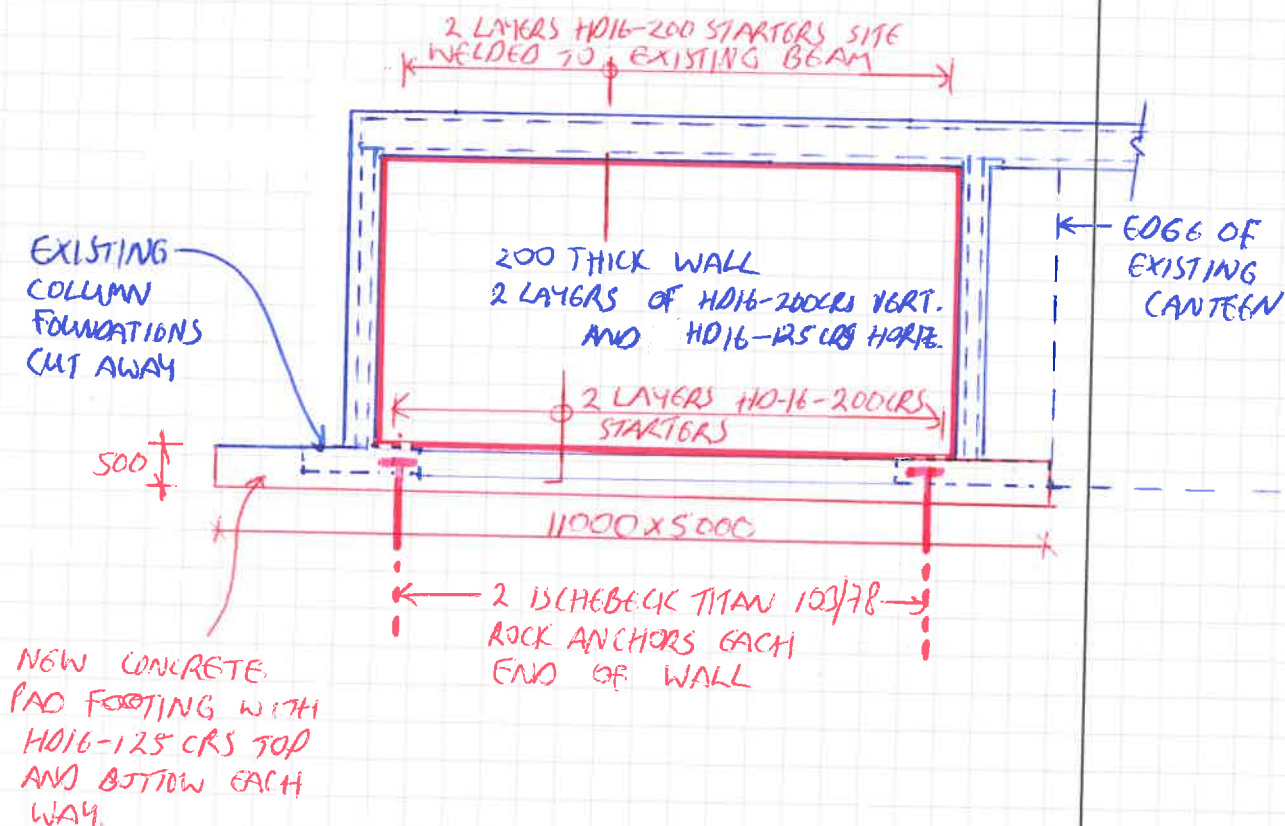 2 LAYERS HD16-200 STARTERS SITE
WELDED TO EXISTING BEAM
EXISTING
COLUMN
FOUNDATIONS
CUT AWAY
200 THICK WALL
2 LAYERS OF HD16-200CRS VERT.
AND HD16-125 CRS HORIZ.
EDGE OF
EXISTING
CANTEEN
2 LAYERS HD-16-200CRS
STARTERS
500
11000 X 5000
2 ISCHEBECK TITAN 103/78
ROCK ANCHORS EACH
END OF WALL
NEW CONCRETE
PAD FOOTING WITH
HD16-125 CRS TOP
AND BOTTOM EACH
WAY.